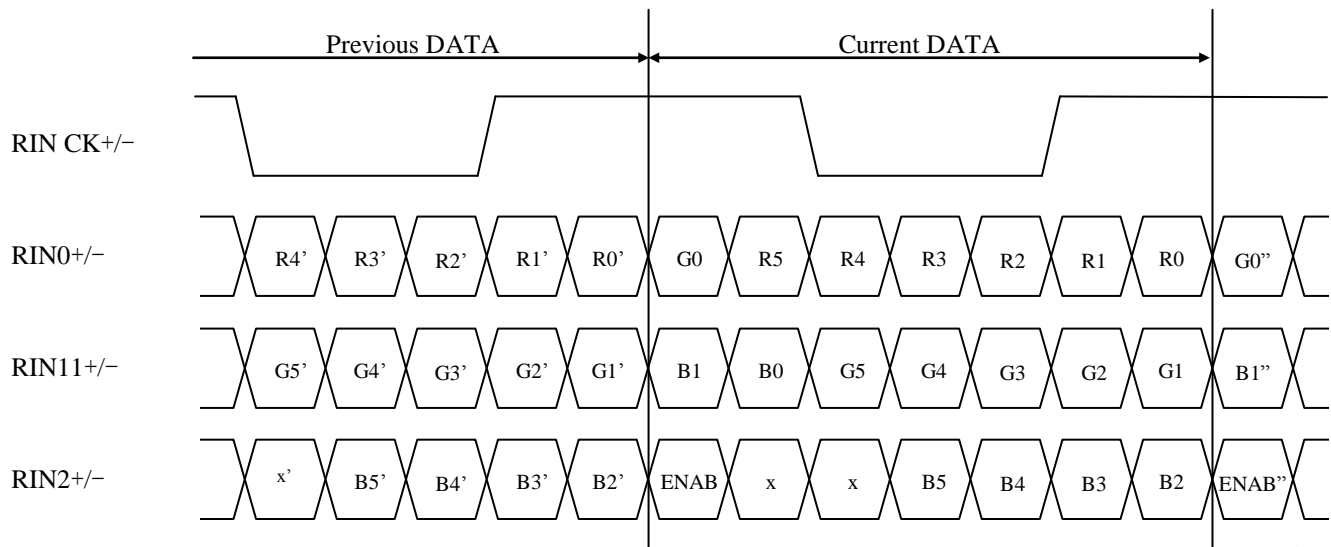 Previous DATA Current DATA
RIN CK+/−
RIN0+/− R4’ R3’ R2’ R1’ R0’ G0 R5 R4 R3 R2 R1 R0 G0”
RIN11+/− G5’ G4’ G3’ G2’ G1’ B1 B0 G5 G4 G3 G2 G1 B1”
RIN2+/− x’ B5’ B4’ B3’ B2’ ENAB x x B5 B4 B3 B2 ENAB”